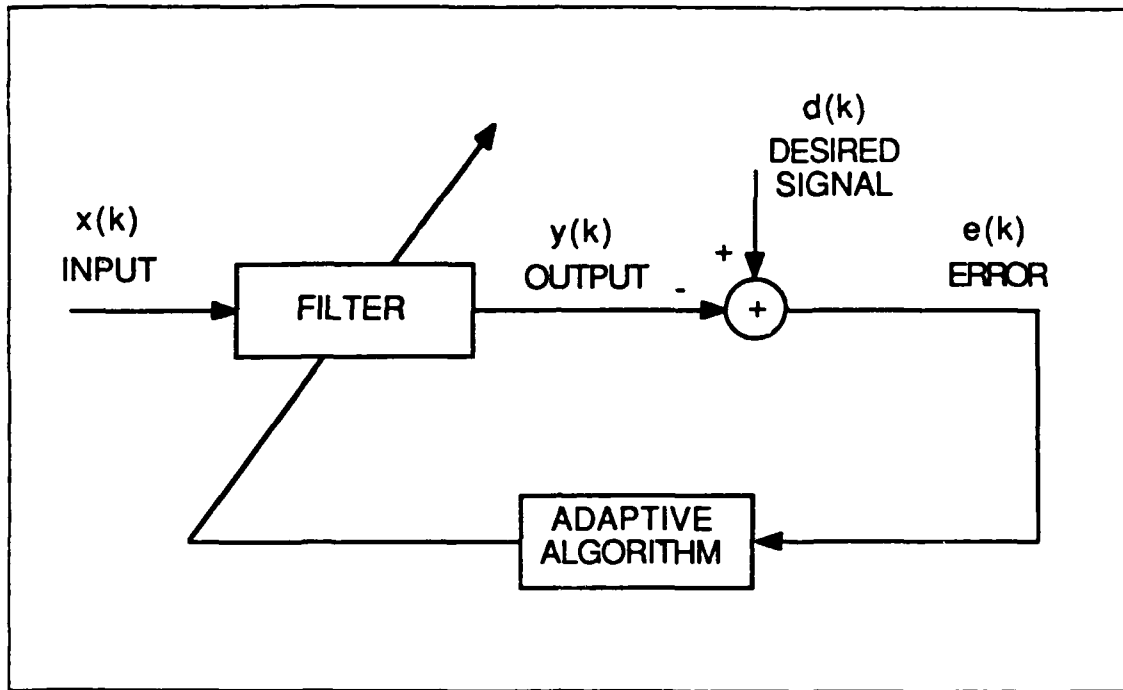 d(k)
DESIRED
SIGNAL
x(k)
INPUT
FILTER
y(k)
OUTPUT
-
+
+
e(k)
ERROR
ADAPTIVE
ALGORITHM